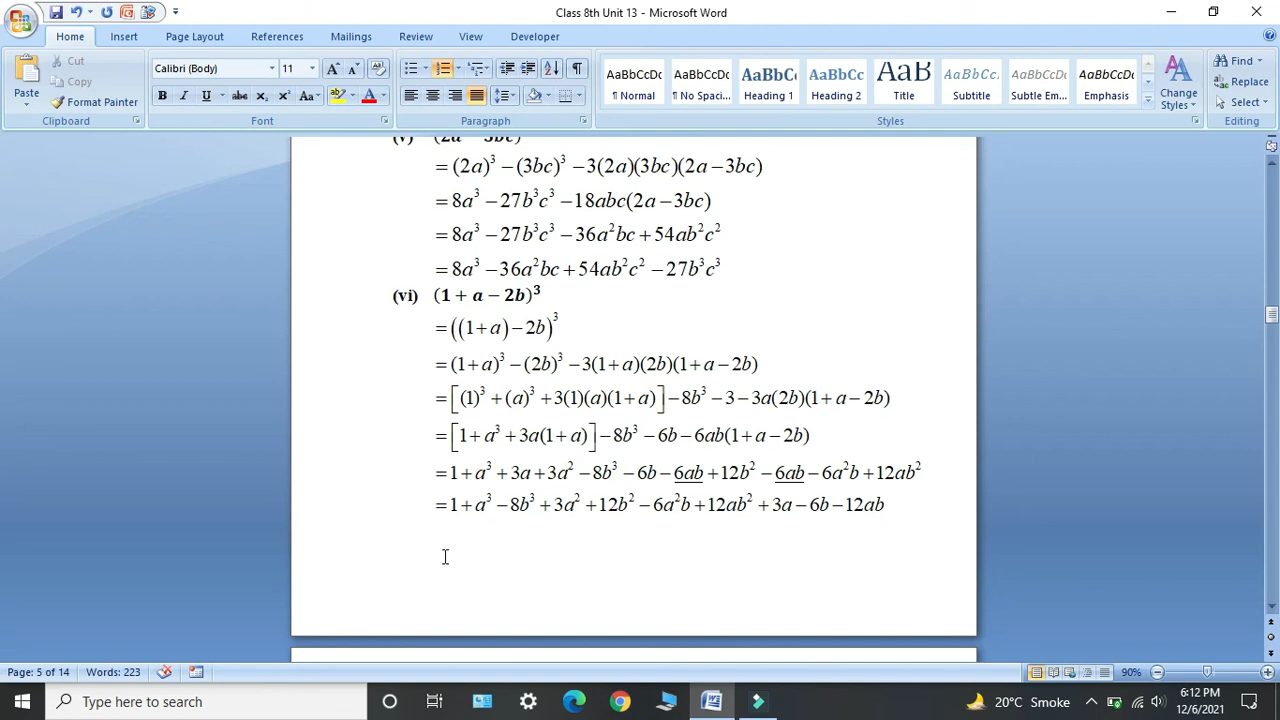 Class 8th Unit 13 - Microsoft Word
Home Insert Page Layout References Mailings Review View Developer
Paste Cut Copy Format Painter Clipboard
Calibri (Body) 11 Font
Paragraph
AaBbCcDc AaBbCcDc AaBbC AaBbCc AaB AaBbCc. AaBbCcDc AaBbCcDc
¶ Normal ¶ No Spaci... Heading 1 Heading 2 Title Subtitle Subtle Em... Emphasis
Styles
Change Styles
Find
Replace
Select
Editing
(v) (2a − 3bc)
= (2a)³ − (3bc)³ − 3(2a)(3bc)(2a − 3bc)
= 8a³ − 27b³c³ − 18abc(2a − 3bc)
= 8a³ − 27b³c³ − 36a²bc + 54ab²c²
= 8a³ − 36a²bc + 54ab²c² − 27b³c³
(vi) (1 + a − 2b)³
= ((1+a) − 2b)³
= (1+a)³ − (2b)³ − 3(1+a)(2b)(1+a−2b)
= [(1)³ + (a)³ + 3(1)(a)(1+a)] − 8b³ − 3 − 3a(2b)(1+a−2b)
= [1+a³ + 3a(1+a)] − 8b³ − 6b − 6ab(1+a−2b)
= 1+a³ + 3a + 3a² − 8b³ − 6b − 6ab + 12b² − 6ab − 6a²b + 12ab²
= 1+a³ − 8b³ + 3a² + 12b² − 6a²b + 12ab² + 3a − 6b − 12ab
Page: 5 of 14 Words: 223 90%
Type here to search 20°C Smoke 6:12 PM
12/6/2021